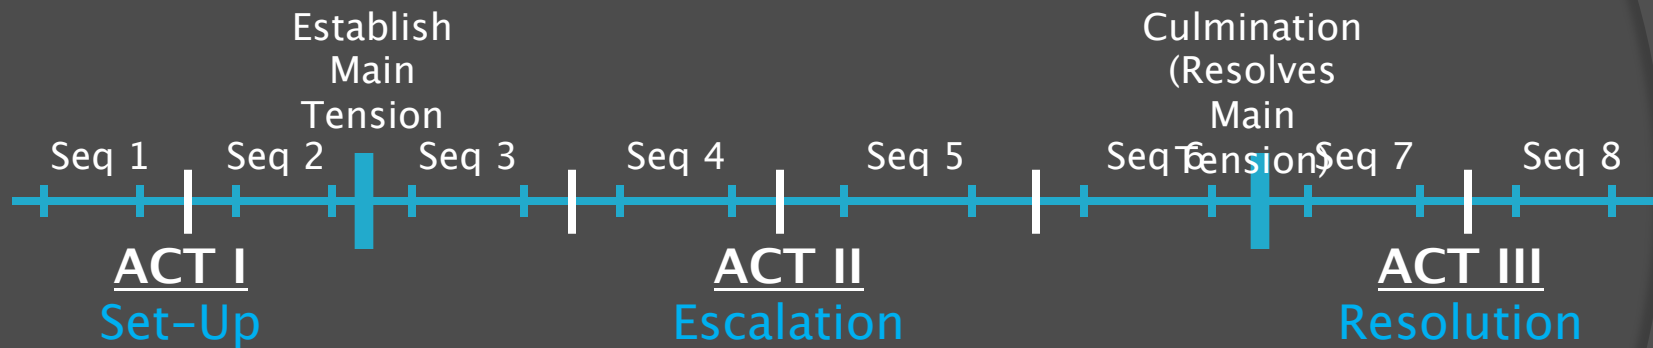 Establish
Main
Tension
Culmination
(Resolves
Main
Tension)
Seq 1
Seq 2
Seq 3
Seq 4
Seq 5
Seq 6
Seq 7
Seq 8
ACT I
Set-Up
ACT II
Escalation
ACT III
Resolution